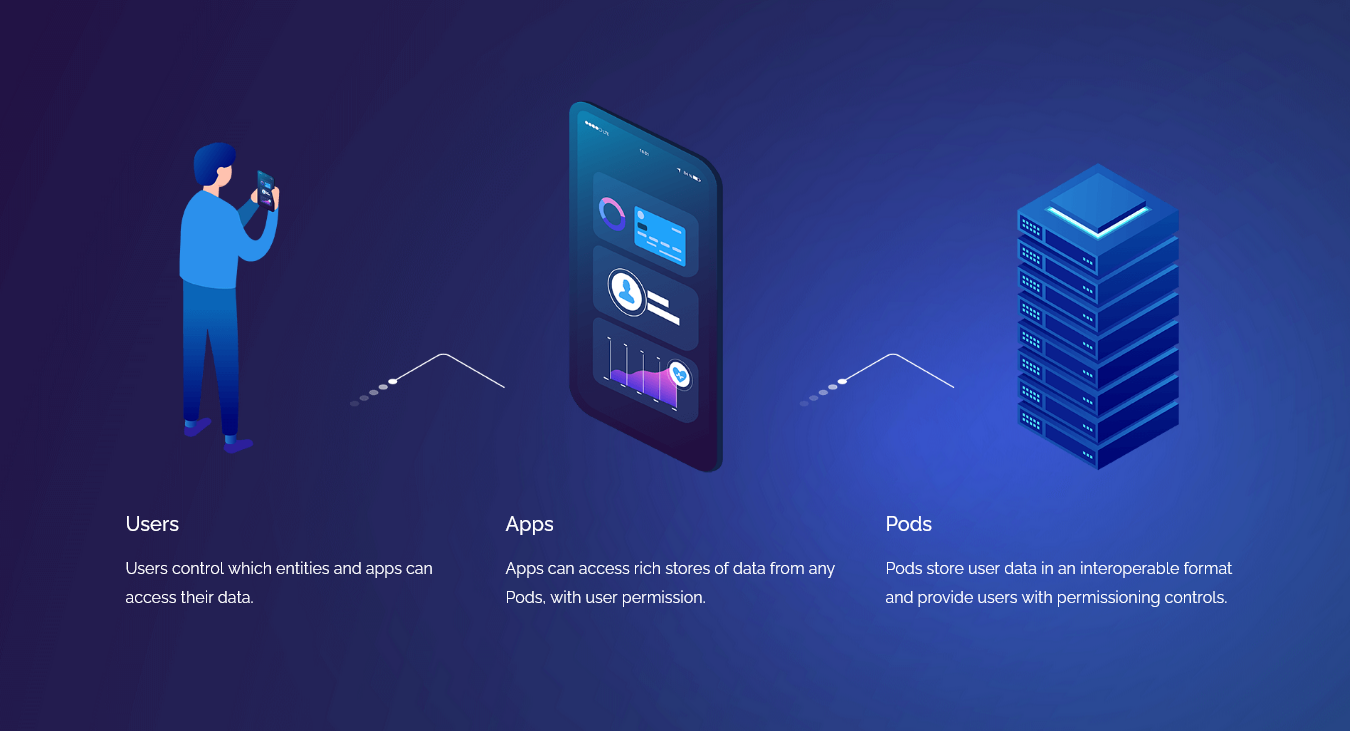 Users
Users control which entities and apps can
access their data.
Apps
Apps can access rich stores of data from any
Pods, with user permission.
Pods
Pods store user data in an interoperable format
and provide users with permissioning controls.